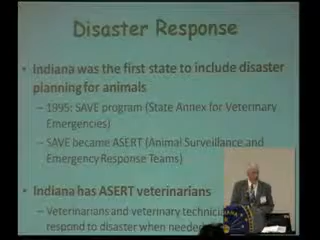 Disaster Response
• Indiana was the first state to include disaster
planning for animals
– 1995: SAVE program (State Annex for Veterinary
Emergencies)
– SAVE became ASERT (Animal Surveillance and
Emergency Response Teams)
• Indiana has ASERT veterinarians
– Veterinarians and veterinary technicia
respond to disaster when needed